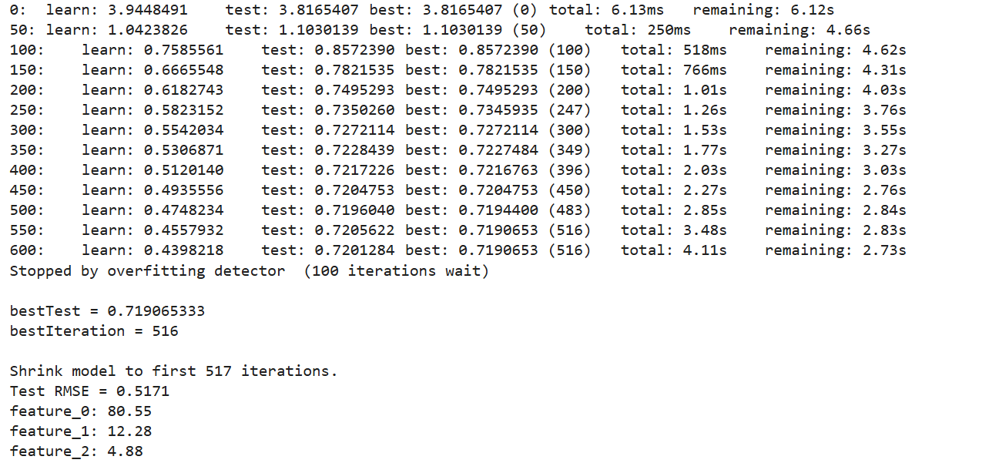 0:	learn: 3.9448491	test: 3.8165407	best: 3.8165407 (0)	total: 6.13ms	remaining: 6.12s
50:	learn: 1.0423826	test: 1.1030139	best: 1.1030139 (50)	total: 250ms	remaining: 4.66s
100:	learn: 0.7585561	test: 0.8572390	best: 0.8572390 (100)	total: 518ms	remaining: 4.62s
150:	learn: 0.6665548	test: 0.7821535	best: 0.7821535 (150)	total: 766ms	remaining: 4.31s
200:	learn: 0.6182743	test: 0.7495293	best: 0.7495293 (200)	total: 1.01s	remaining: 4.03s
250:	learn: 0.5823152	test: 0.7350260	best: 0.7345935 (247)	total: 1.26s	remaining: 3.76s
300:	learn: 0.5542034	test: 0.7272114	best: 0.7272114 (300)	total: 1.53s	remaining: 3.55s
350:	learn: 0.5306871	test: 0.7228439	best: 0.7227484 (349)	total: 1.77s	remaining: 3.27s
400:	learn: 0.5120140	test: 0.7217226	best: 0.7216763 (396)	total: 2.03s	remaining: 3.03s
450:	learn: 0.4935556	test: 0.7204753	best: 0.7204753 (450)	total: 2.27s	remaining: 2.76s
500:	learn: 0.4748234	test: 0.7196040	best: 0.7194400 (483)	total: 2.85s	remaining: 2.84s
550:	learn: 0.4557932	test: 0.7205622	best: 0.7190653 (516)	total: 3.48s	remaining: 2.83s
600:	learn: 0.4398218	test: 0.7201284	best: 0.7190653 (516)	total: 4.11s	remaining: 2.73s
Stopped by overfitting detector  (100 iterations wait)
bestTest = 0.719065333
bestIteration = 516
Shrink model to first 517 iterations.
Test RMSE = 0.5171
feature_0: 80.55
feature_1: 12.28
feature_2: 4.88